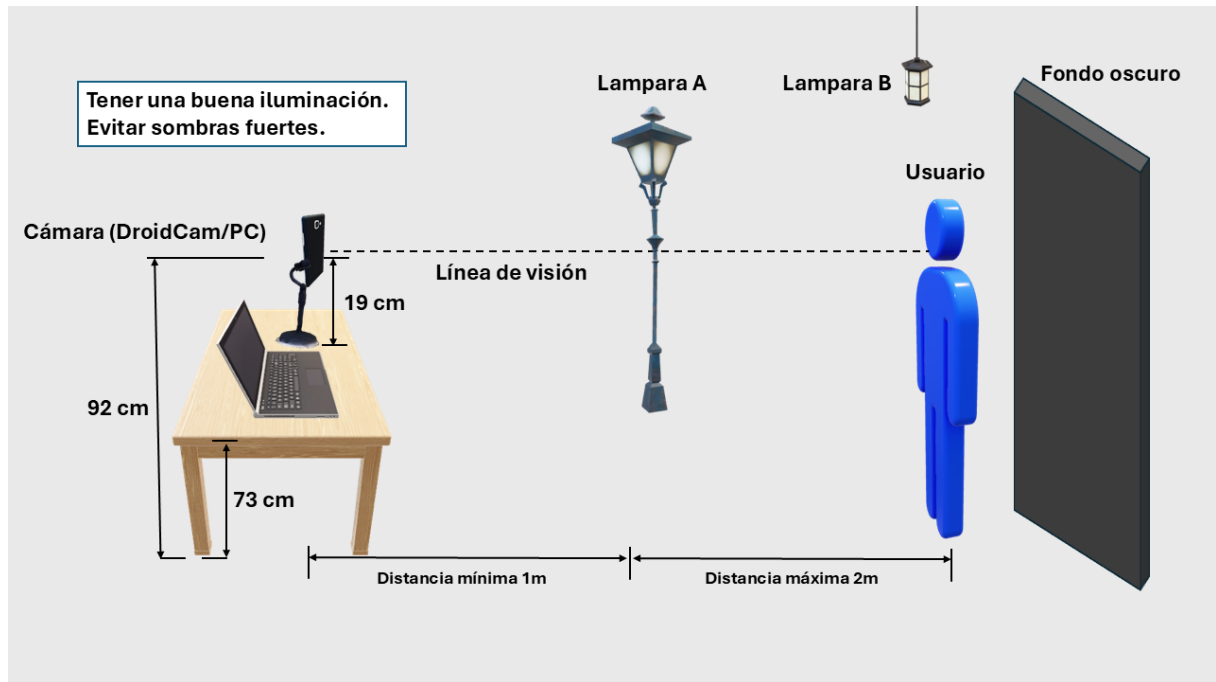 Tener una buena iluminación.
Evitar sombras fuertes.
Lampara A
Lampara B
Fondo oscuro
Usuario
Cámara (DroidCam/PC)
Línea de visión
19 cm
92 cm
73 cm
Distancia mínima 1m
Distancia máxima 2m